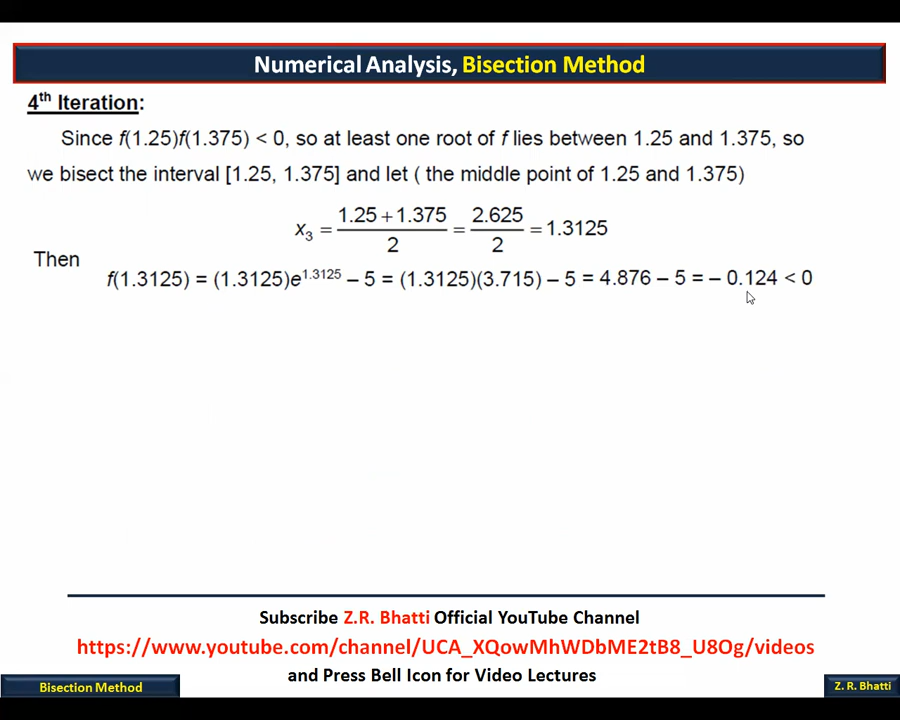 Numerical Analysis, Bisection Method
4th Iteration:
Since f(1.25)f(1.375) < 0, so at least one root of f lies between 1.25 and 1.375, so
we bisect the interval [1.25, 1.375] and let ( the middle point of 1.25 and 1.375)
x₃ = (1.25 + 1.375)/2 = 2.625/2 = 1.3125
Then
f(1.3125) = (1.3125)e^1.3125 – 5 = (1.3125)(3.715) – 5 = 4.876 – 5 = – 0.124 < 0
Subscribe Z.R. Bhatti Official YouTube Channel
https://www.youtube.com/channel/UCA_XQowMhWDbME2tB8_U8Og/videos
and Press Bell Icon for Video Lectures
Bisection Method
Z. R. Bhatti